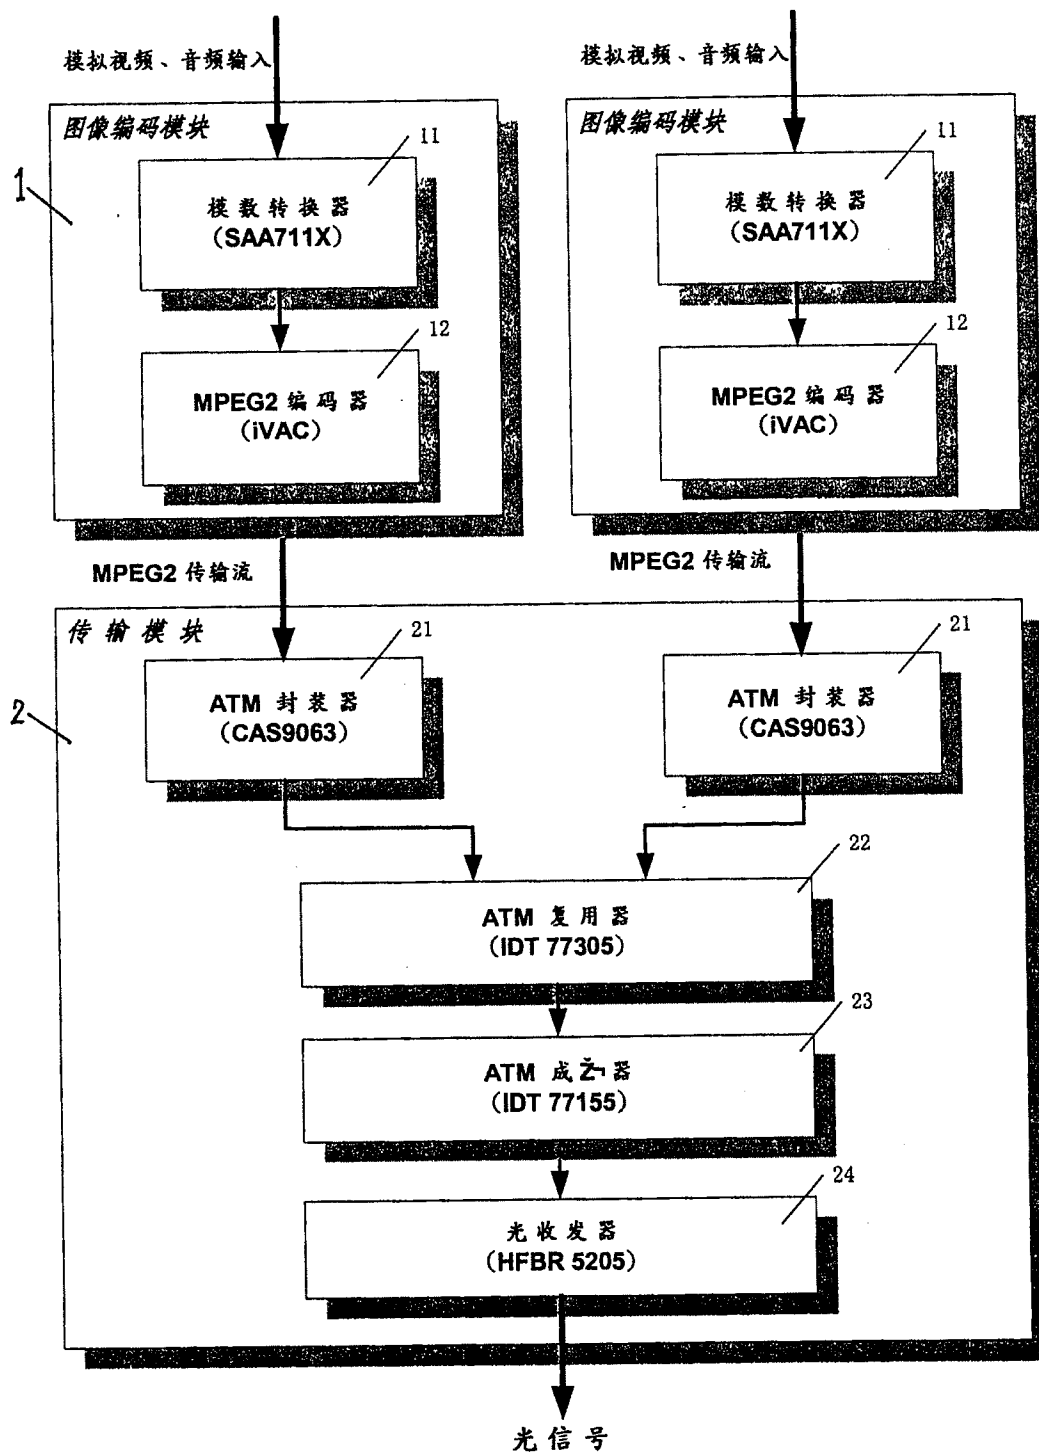 模拟视频、音频输入
模拟视频、音频输入
图像编码模块
图像编码模块
11
11
1
模数转换器
(SAA711X)
模数转换器
(SAA711X)
12
12
MPEG2 编码器
(iVAC)
MPEG2 编码器
(iVAC)
MPEG2 传输流
MPEG2 传输流
传输模块
21
21
2
ATM 封装器
(CAS9063)
ATM 封装器
(CAS9063)
22
ATM 复用器
(IDT 77305)
23
ATM 成Ž¬器
(IDT 77155)
24
光收发器
(HFBR 5205)
光信号